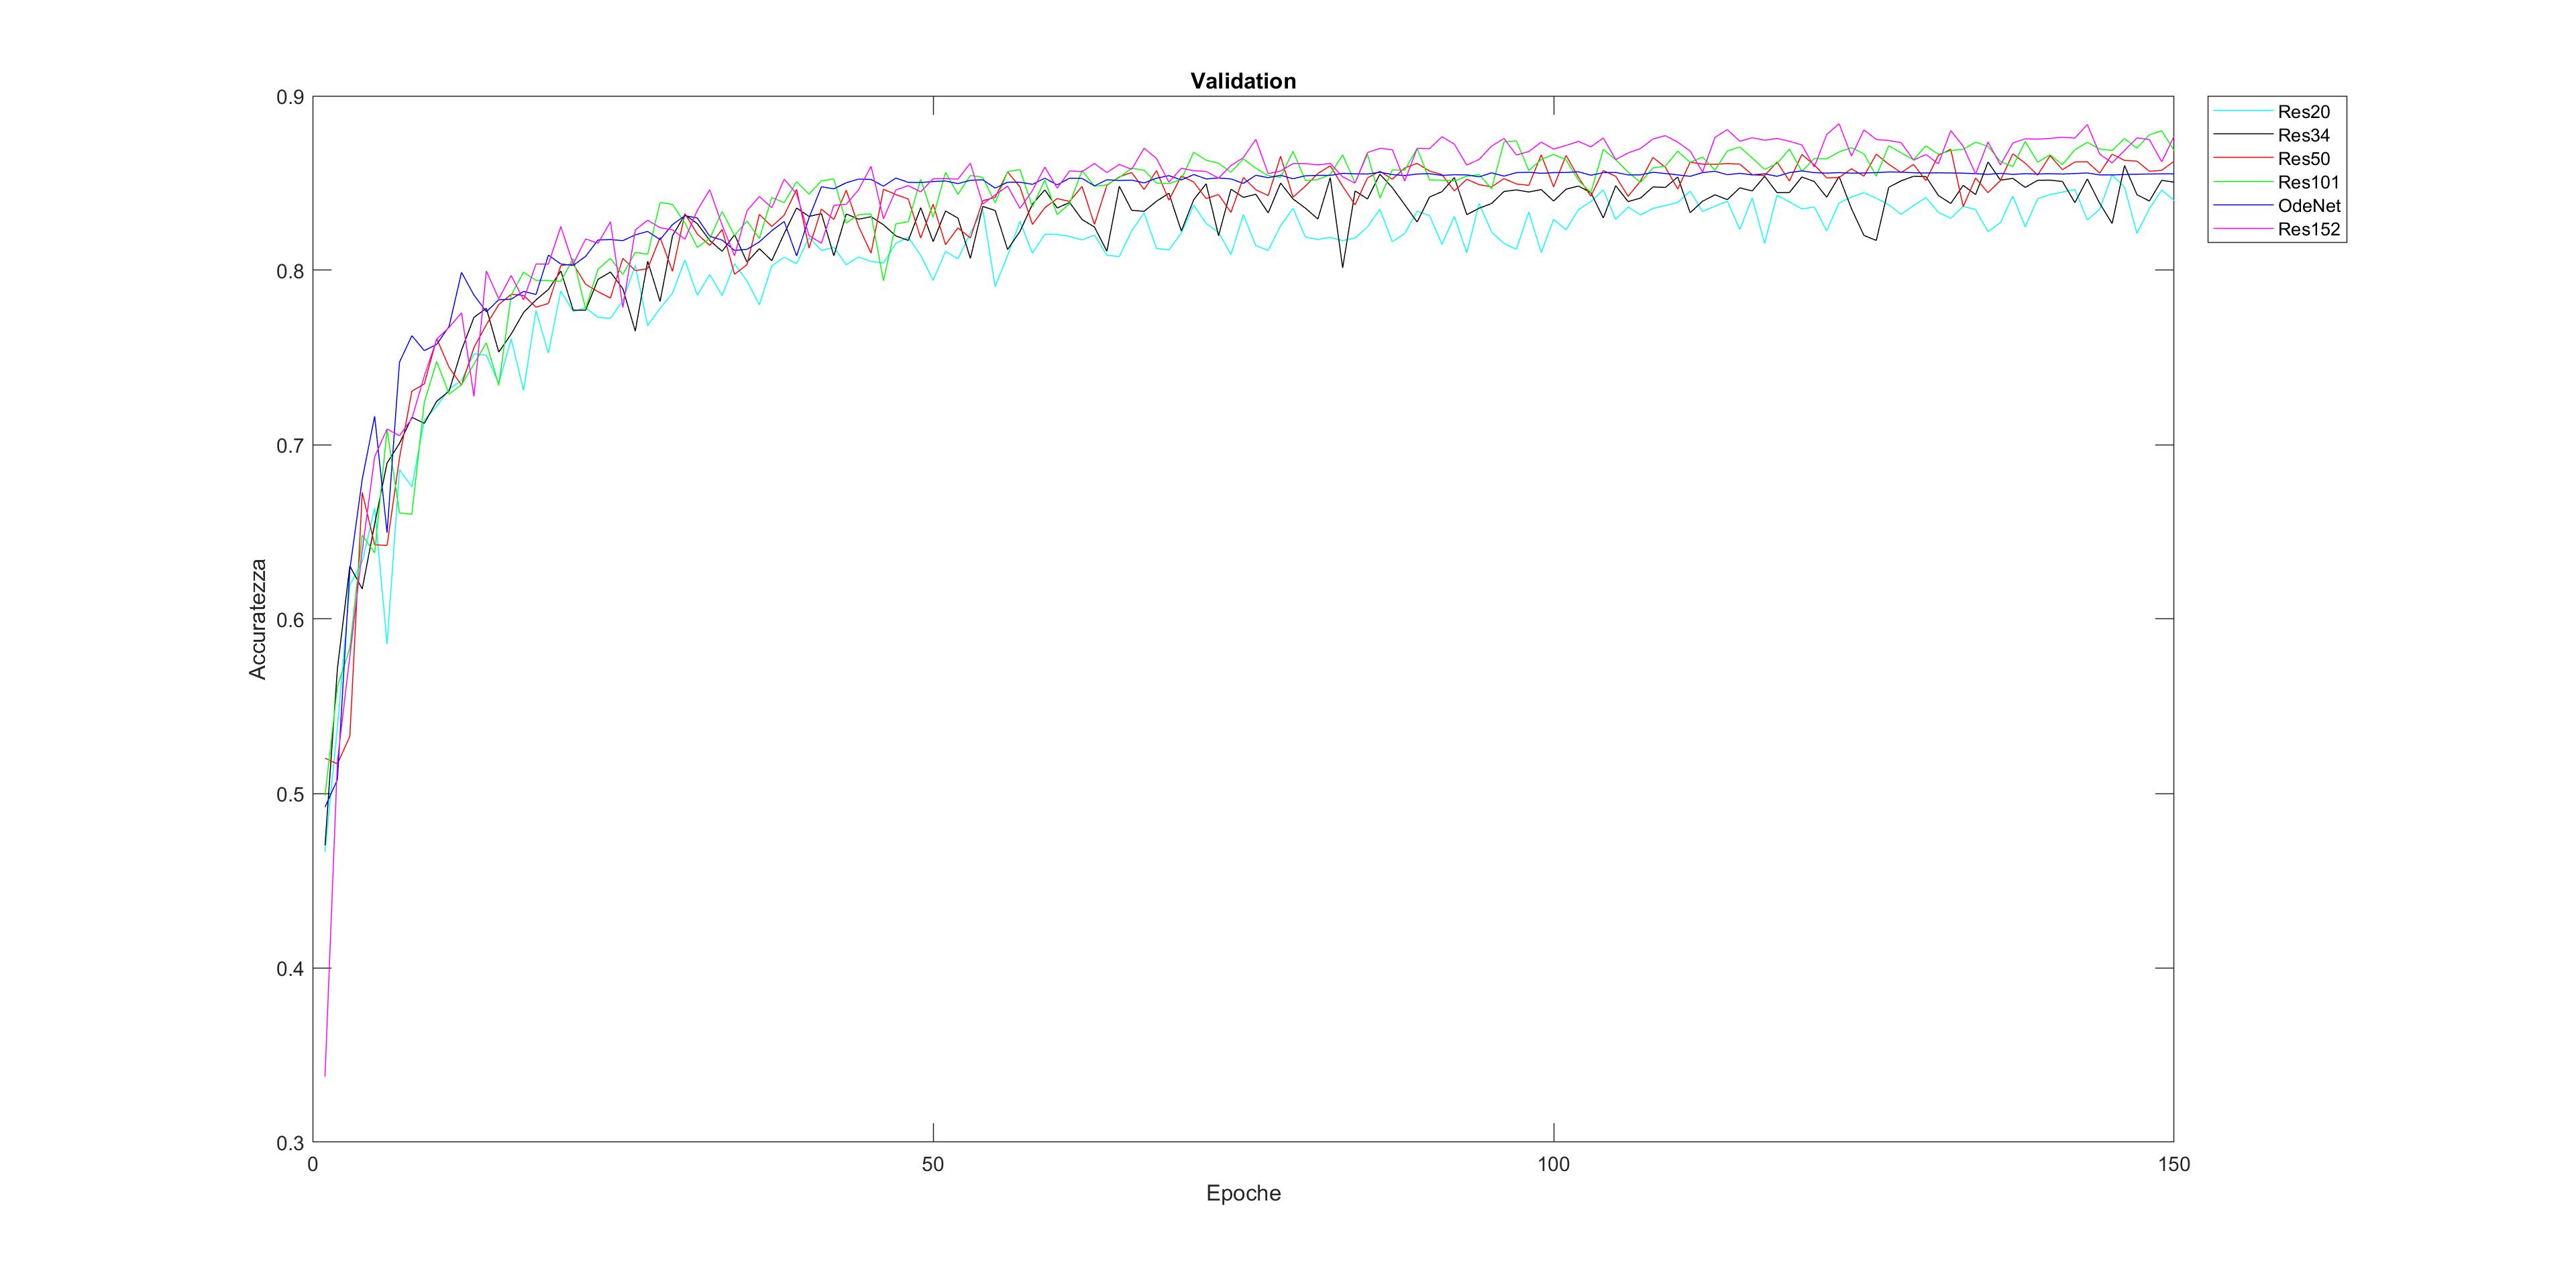 Validation
0.9
0.8
0.7
0.6
0.5
0.4
0.3
Accuratezza
0
50
100
150
Epoche
Res20
Res34
Res50
Res101
OdeNet
Res152